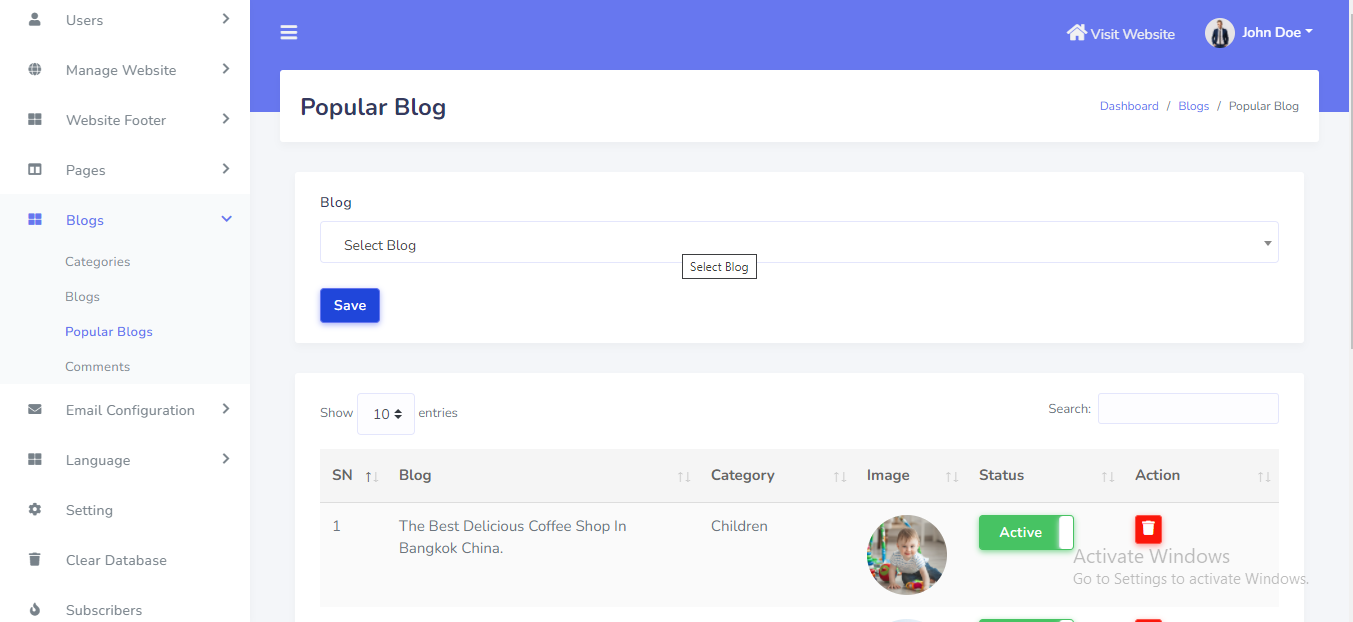 Users
Manage Website
Website Footer
Pages
Blogs
Categories
Blogs
Popular Blogs
Comments
Email Configuration
Language
Setting
Clear Database
Subscribers
Visit Website
John Doe
Popular Blog
Dashboard / Blogs / Popular Blog
Blog
Select Blog
Select Blog
Save
Show 10 entries
Search:
SN Blog Category Image Status Action
1 The Best Delicious Coffee Shop In Children Active
Bangkok China.
Activate Windows
Go to Settings to activate Windows.